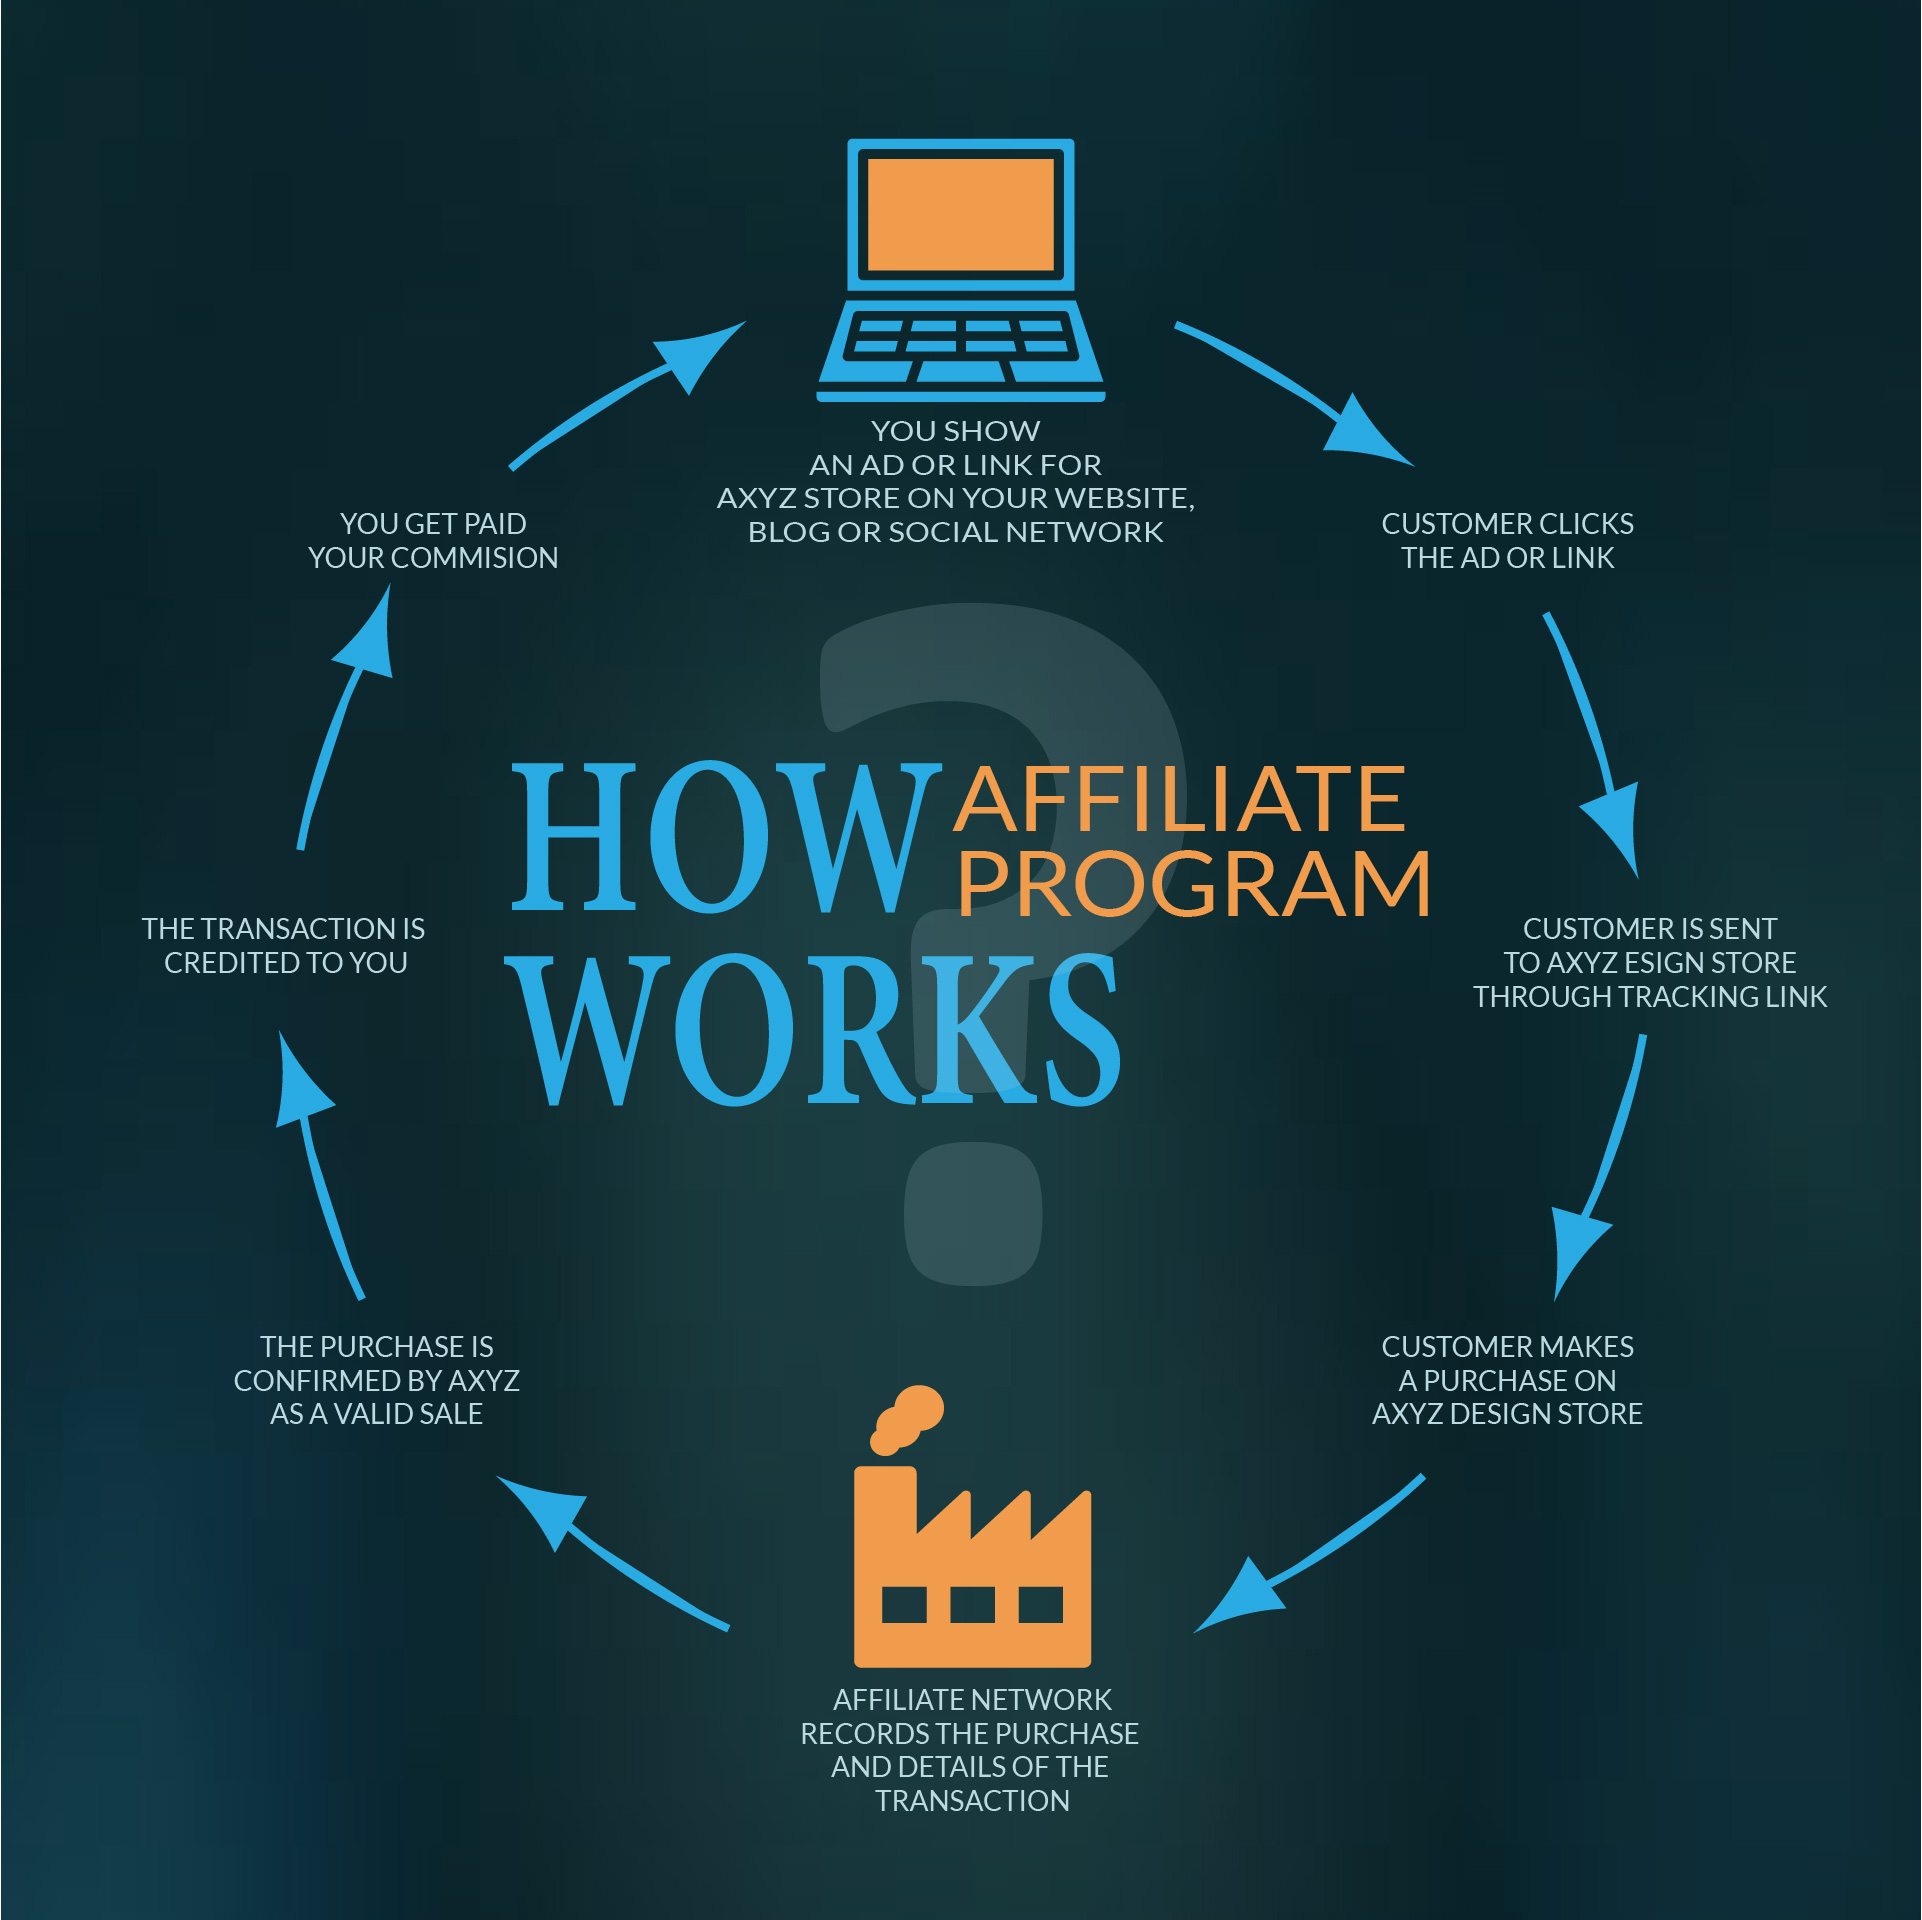 YOU SHOW
AN AD OR LINK FOR
AXYZ STORE ON YOUR WEBSITE,
BLOG OR SOCIAL NETWORK
CUSTOMER CLICKS
THE AD OR LINK
CUSTOMER IS SENT
TO AXYZ ESIGN STORE
THROUGH TRACKING LINK
CUSTOMER MAKES
A PURCHASE ON
AXYZ DESIGN STORE
AFFILIATE NETWORK
RECORDS THE PURCHASE
AND DETAILS OF THE
TRANSACTION
THE PURCHASE IS
CONFIRMED BY AXYZ
AS A VALID SALE
THE TRANSACTION IS
CREDITED TO YOU
YOU GET PAID
YOUR COMMISION
HOW
AFFILIATE
PROGRAM
WORKS
?